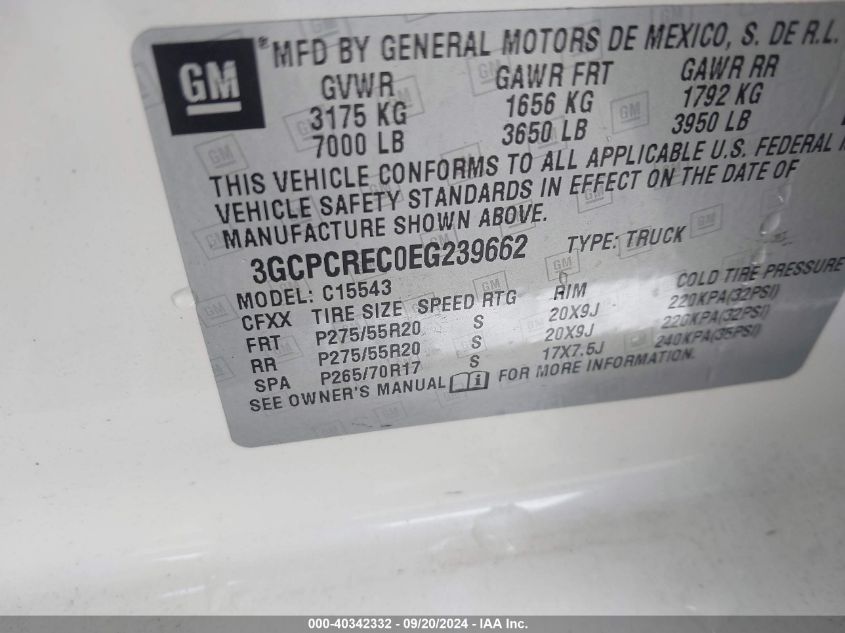 GM ® MFD BY GENERAL MOTORS DE MEXICO, S. DE R.L.
GVWR GAWR FRT GAWR RR
3175 KG 1656 KG 1792 KG
7000 LB 3650 LB 3950 LB
THIS VEHICLE CONFORMS TO ALL APPLICABLE U.S. FEDERAL
VEHICLE SAFETY STANDARDS IN EFFECT ON THE DATE OF
MANUFACTURE SHOWN ABOVE.
3GCPCREC0EG239662 TYPE: TRUCK
MODEL: C15543
CFXX TIRE SIZE SPEED RTG RIM COLD TIRE PRESSURE
FRT P275/55R20 S 20X9J 220KPA(32PSI)
RR P275/55R20 S 20X9J 220KPA(32PSI)
SPA P265/70R17 S 17X7.5J 240KPA(35PSI)
SEE OWNER'S MANUAL i FOR MORE INFORMATION.
000-40342332 - 09/20/2024 - IAA Inc.